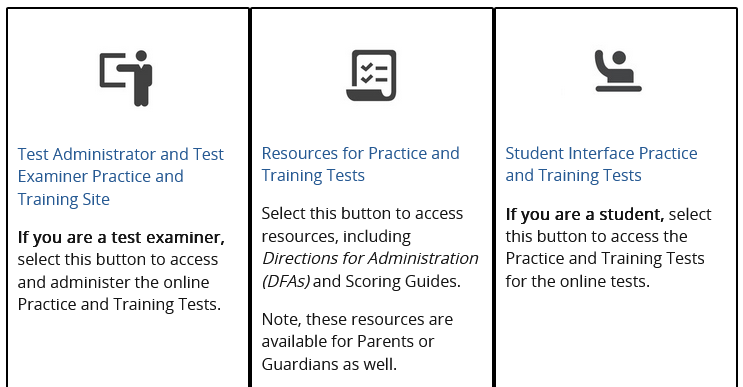 Test Administrator and Test
Examiner Practice and
Training Site
If you are a test examiner,
select this button to access
and administer the online
Practice and Training Tests.
Resources for Practice and
Training Tests
Select this button to access
resources, including
Directions for Administration
(DFAs) and Scoring Guides.
Note, these resources are
available for Parents or
Guardians as well.
Student Interface Practice
and Training Tests
If you are a student, select
this button to access the
Practice and Training Tests
for the online tests.